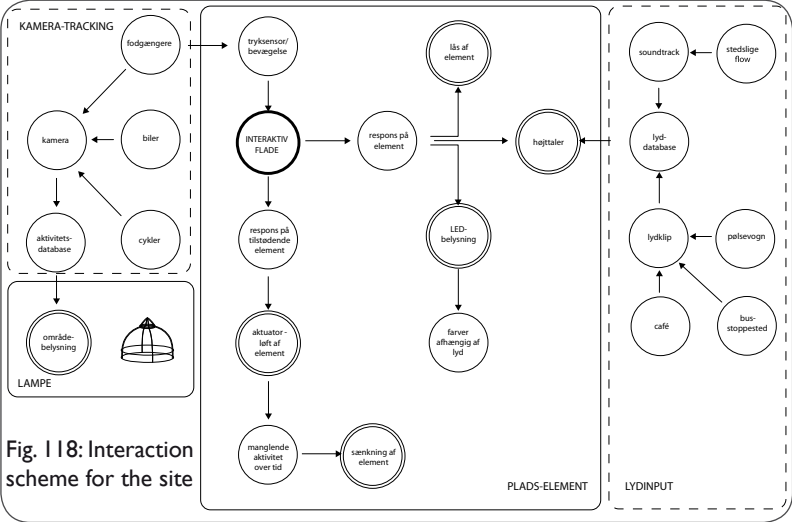 KAMERA-TRACKING
fodgængere
kamera
biler
aktivitets-
database
cykler
område-
belysning
LAMPE
Fig. 118: Interaction
scheme for the site
tryksensor/
bevægelse
INTERAKTIV
FLADE
respons på
element
lås af
element
højttaler
LED-
belysning
farver
afhængig af
lyd
respons på
tilstødende
element
aktuator -
løft af
element
manglende
aktivitet
over tid
sænkning af
element
PLADS-ELEMENT
soundtrack
stedslige
flow
lyd-
database
lydklip
pølsevogn
café
bus-
stoppested
LYDINPUT